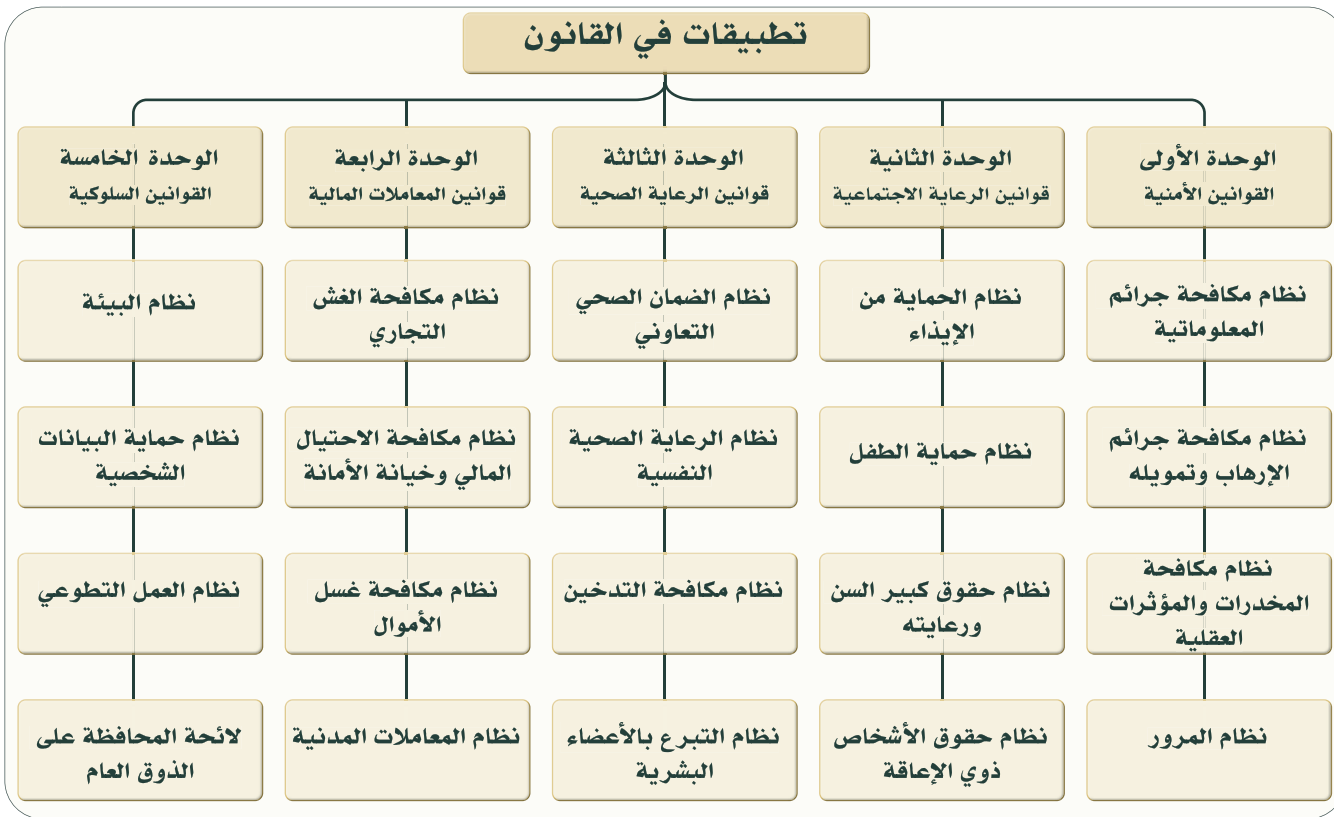 تطبيقات في القانون
الوحدة الأولى
القوانين الأمنية
نظام مكافحة جرائم
المعلوماتية
نظام مكافحة جرائم
الإرهاب وتمويله
نظام مكافحة
المخدرات والمؤثرات
العقلية
نظام المرور
الوحدة الثانية
قوانين الرعاية الاجتماعية
نظام الحماية من
الإيذاء
نظام حماية الطفل
نظام حقوق كبير السن
ورعايته
نظام حقوق الأشخاص
ذوي الإعاقة
الوحدة الثالثة
قوانين الرعاية الصحية
نظام الضمان الصحي
التعاوني
نظام الرعاية الصحية
النفسية
نظام مكافحة التدخين
نظام التبرع بالأعضاء
البشرية
الوحدة الرابعة
قوانين المعاملات المالية
نظام مكافحة الغش
التجاري
نظام مكافحة الاحتيال
المالي وخيانة الأمانة
نظام مكافحة غسل
الأموال
نظام المعاملات المدنية
الوحدة الخامسة
القوانين السلوكية
نظام البيئة
نظام حماية البيانات
الشخصية
نظام العمل التطوعي
لائحة المحافظة على
الذوق العام